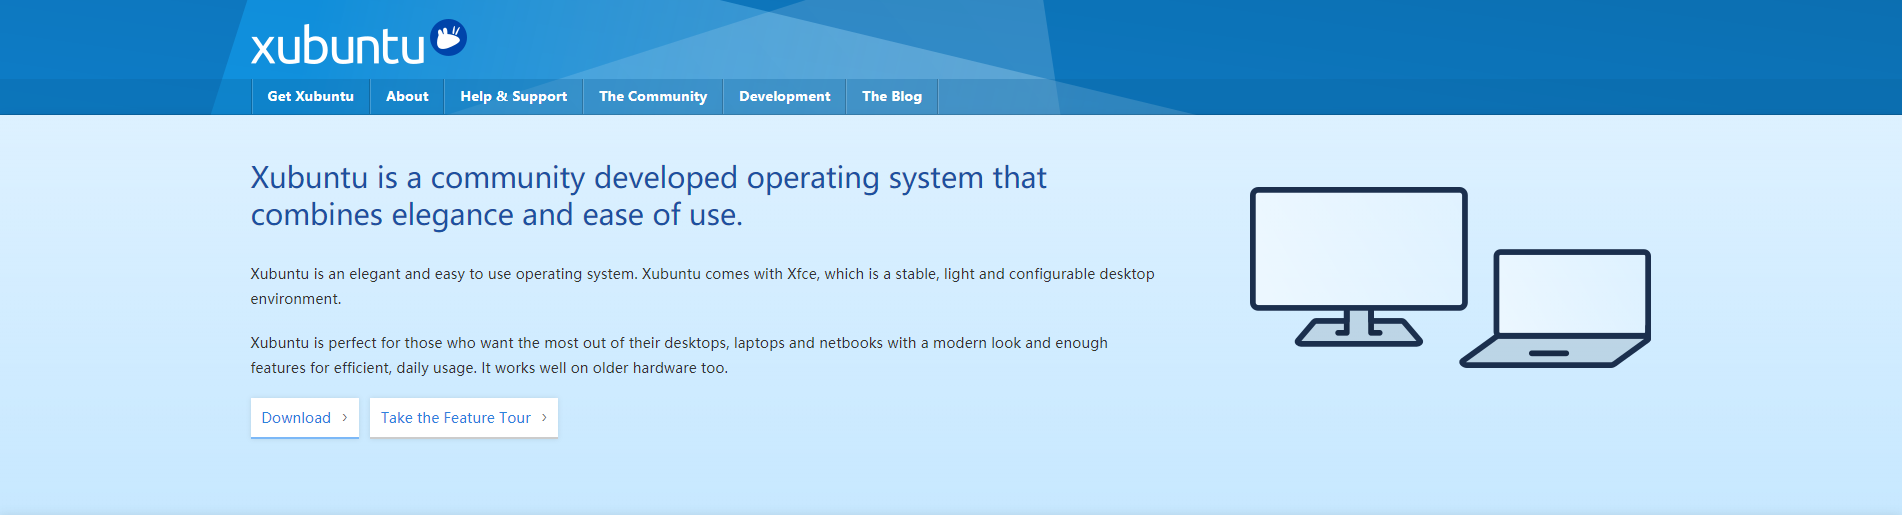 xubuntu
Get Xubuntu
About
Help & Support
The Community
Development
The Blog
Xubuntu is a community developed operating system that
combines elegance and ease of use.
Xubuntu is an elegant and easy to use operating system. Xubuntu comes with Xfce, which is a stable, light and configurable desktop
environment.
Xubuntu is perfect for those who want the most out of their desktops, laptops and netbooks with a modern look and enough
features for efficient, daily usage. It works well on older hardware too.
Download ›
Take the Feature Tour ›